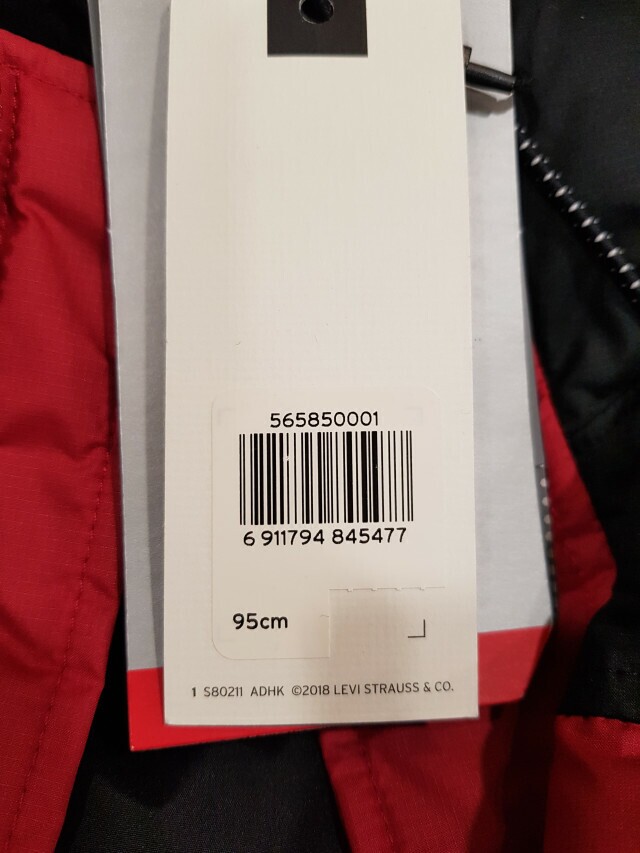 565850001
6 911794 845477
95cm
1 S80211 ADHK ©2018 LEVI STRAUSS & CO.